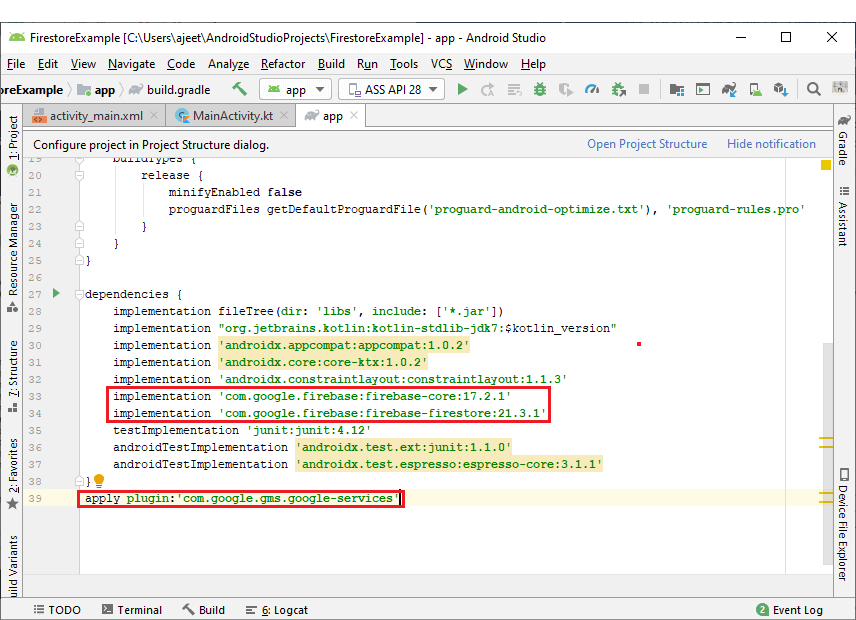 FirestoreExample [C:\Users\ajeet\AndroidStudioProjects\FirestoreExample] - app - Android Studio
File Edit View Navigate Code Analyze Refactor Build Run Tools VCS Window Help
oreExample app build.gradle app ASS API 28
activity_main.xml MainActivity.kt app
Configure project in Project Structure dialog. Open Project Structure Hide notification
19 buildTypes {
20 release {
21 minifyEnabled false
22 proguardFiles getDefaultProguardFile('proguard-android-optimize.txt'), 'proguard-rules.pro'
23 }
24 }
25 }
26
27 dependencies {
28 implementation fileTree(dir: 'libs', include: ['*.jar'])
29 implementation "org.jetbrains.kotlin:kotlin-stdlib-jdk7:$kotlin_version"
30 implementation 'androidx.appcompat:appcompat:1.0.2'
31 implementation 'androidx.core:core-ktx:1.0.2'
32 implementation 'androidx.constraintlayout:constraintlayout:1.1.3'
33 implementation 'com.google.firebase:firebase-core:17.2.1'
34 implementation 'com.google.firebase:firebase-firestore:21.3.1'
35 testImplementation 'junit:junit:4.12'
36 androidTestImplementation 'androidx.test.ext:junit:1.1.0'
37 androidTestImplementation 'androidx.test.espresso:espresso-core:3.1.1'
38 }
39 apply plugin:'com.google.gms.google-services'
1: Project
Resource Manager
7: Structure
2: Favorites
uild Variants
Gradle
Assistant
Device File Explorer
TODO Terminal Build 6: Logcat 2 Event Log